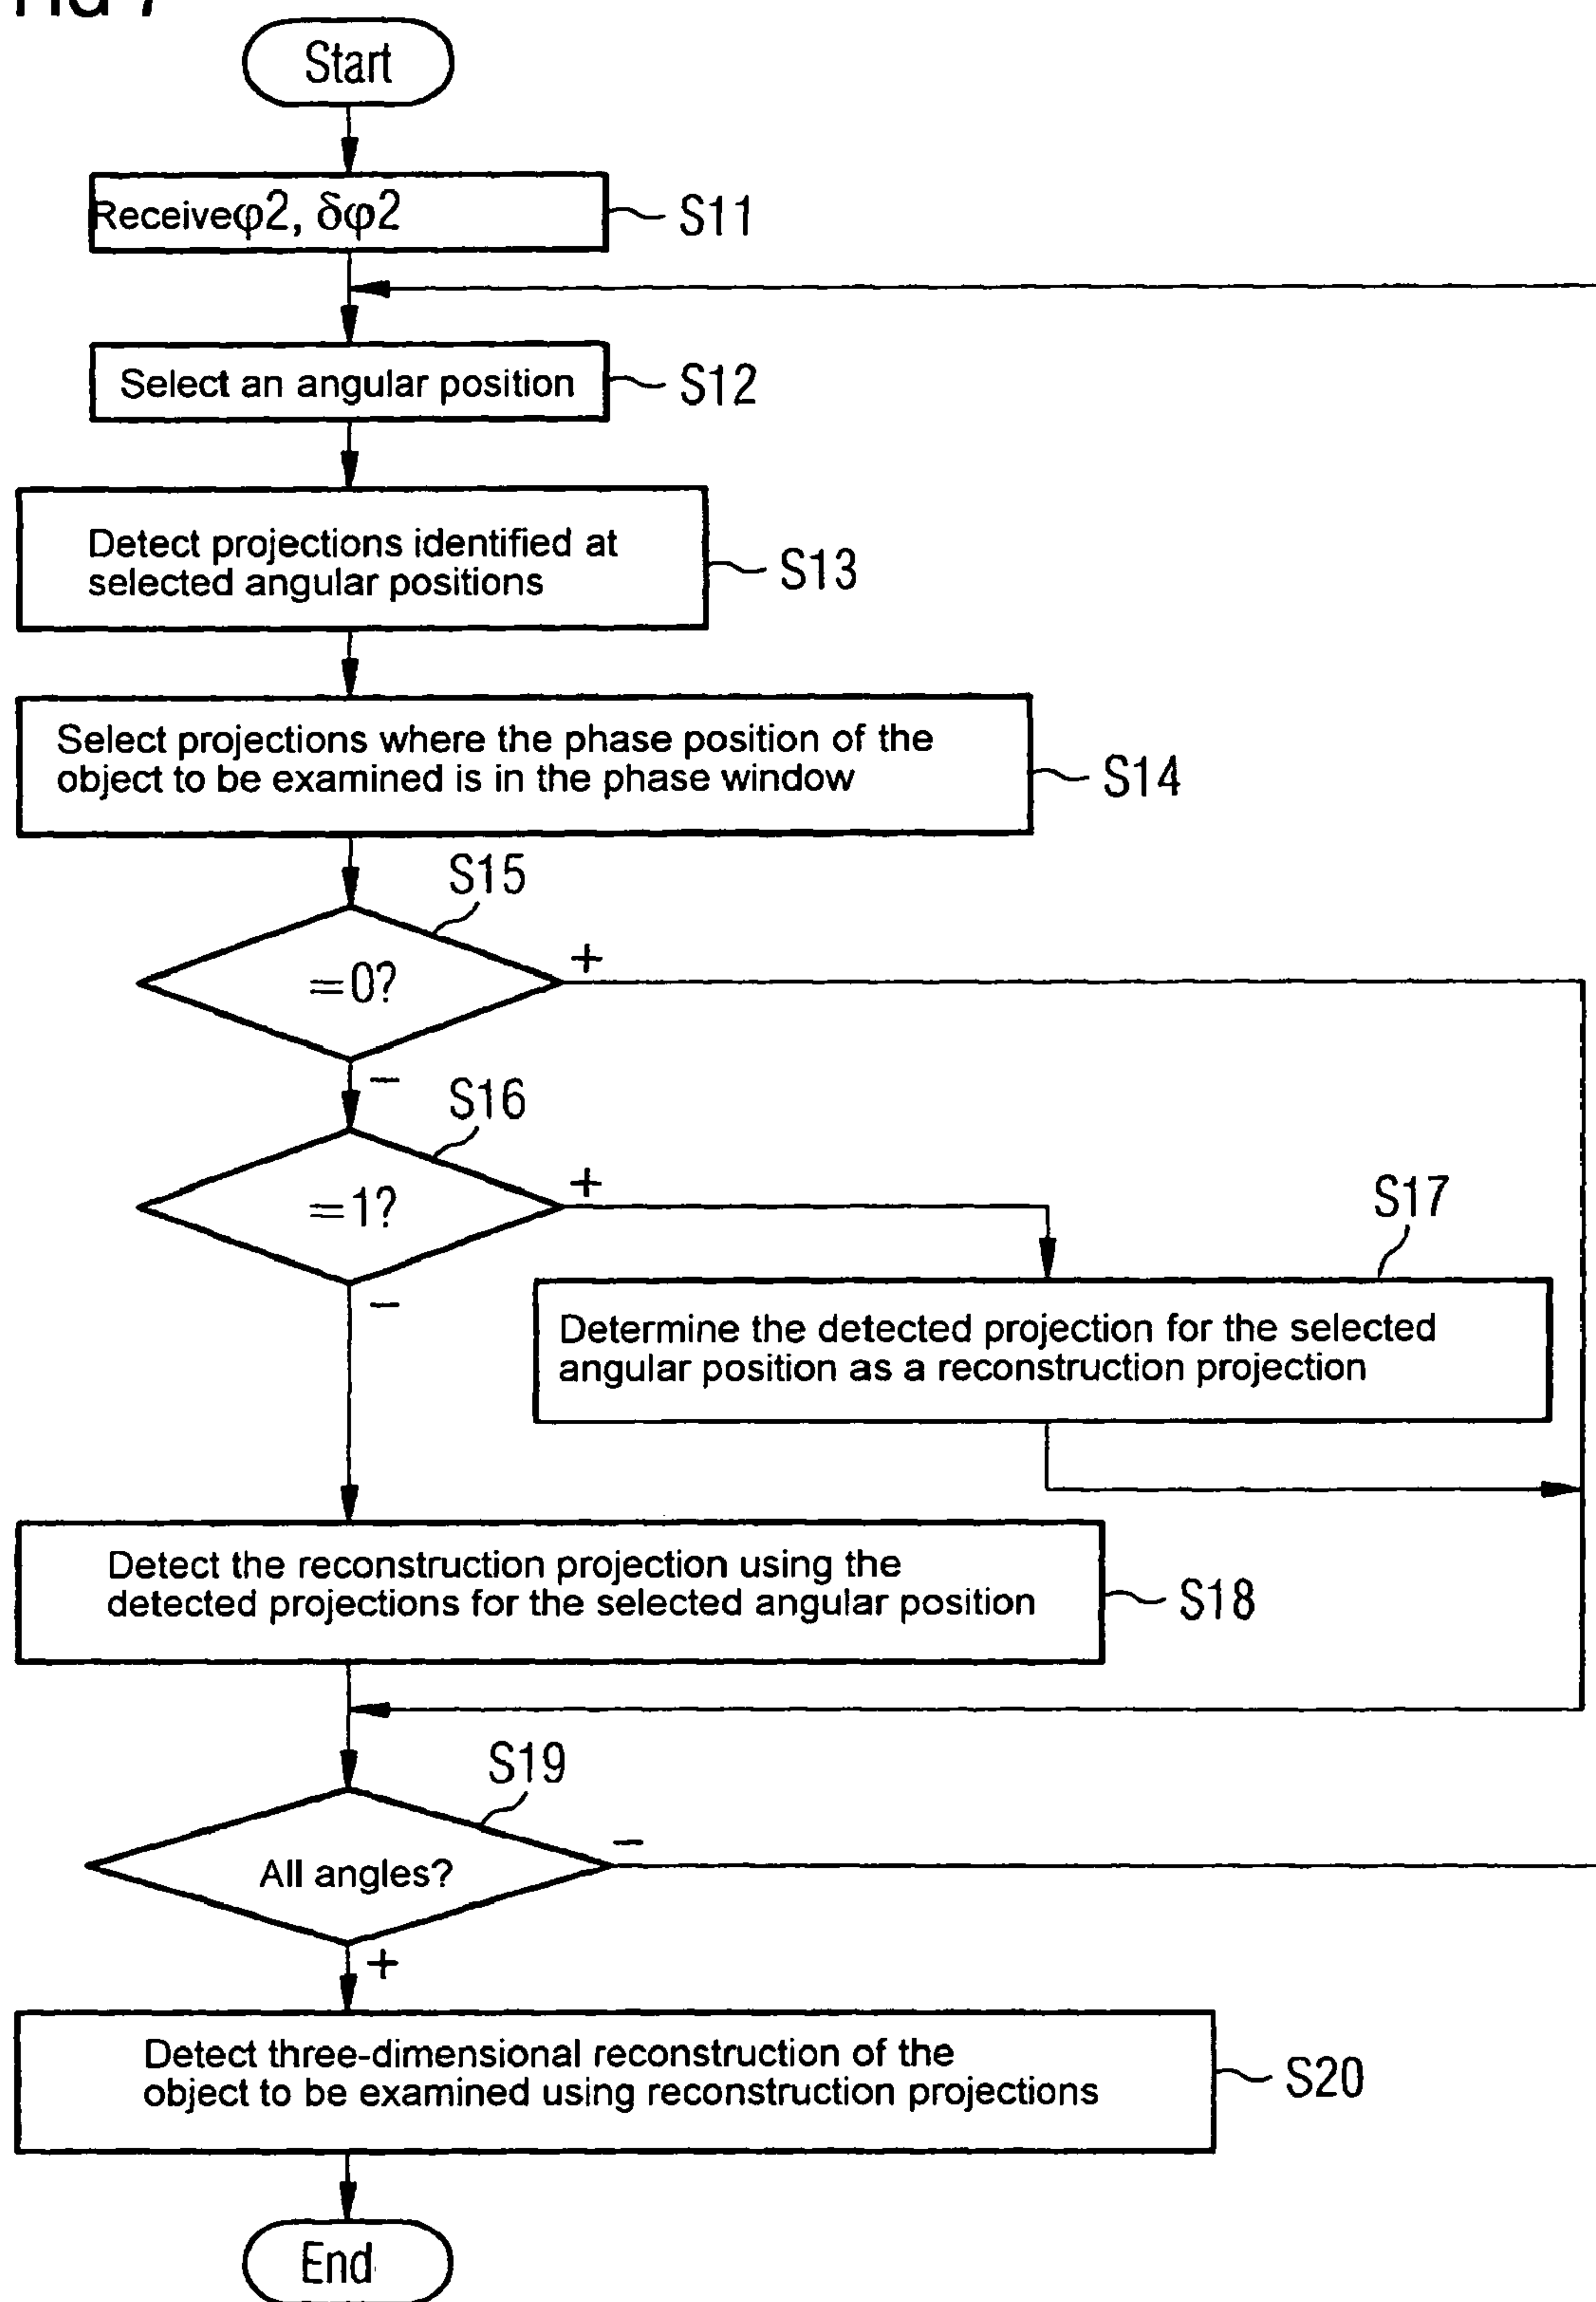 Start
Receiveφ2, δφ2
S11
Select an angular position
S12
Detect projections identified at
selected angular positions
S13
Select projections where the phase position of the
object to be examined is in the phase window
S14
S15
=0?
+
−
S16
=1?
+
−
S17
Determine the detected projection for the selected
angular position as a reconstruction projection
Detect the reconstruction projection using the
detected projections for the selected angular position
S18
S19
All angles?
−
+
Detect three-dimensional reconstruction of the
object to be examined using reconstruction projections
S20
End